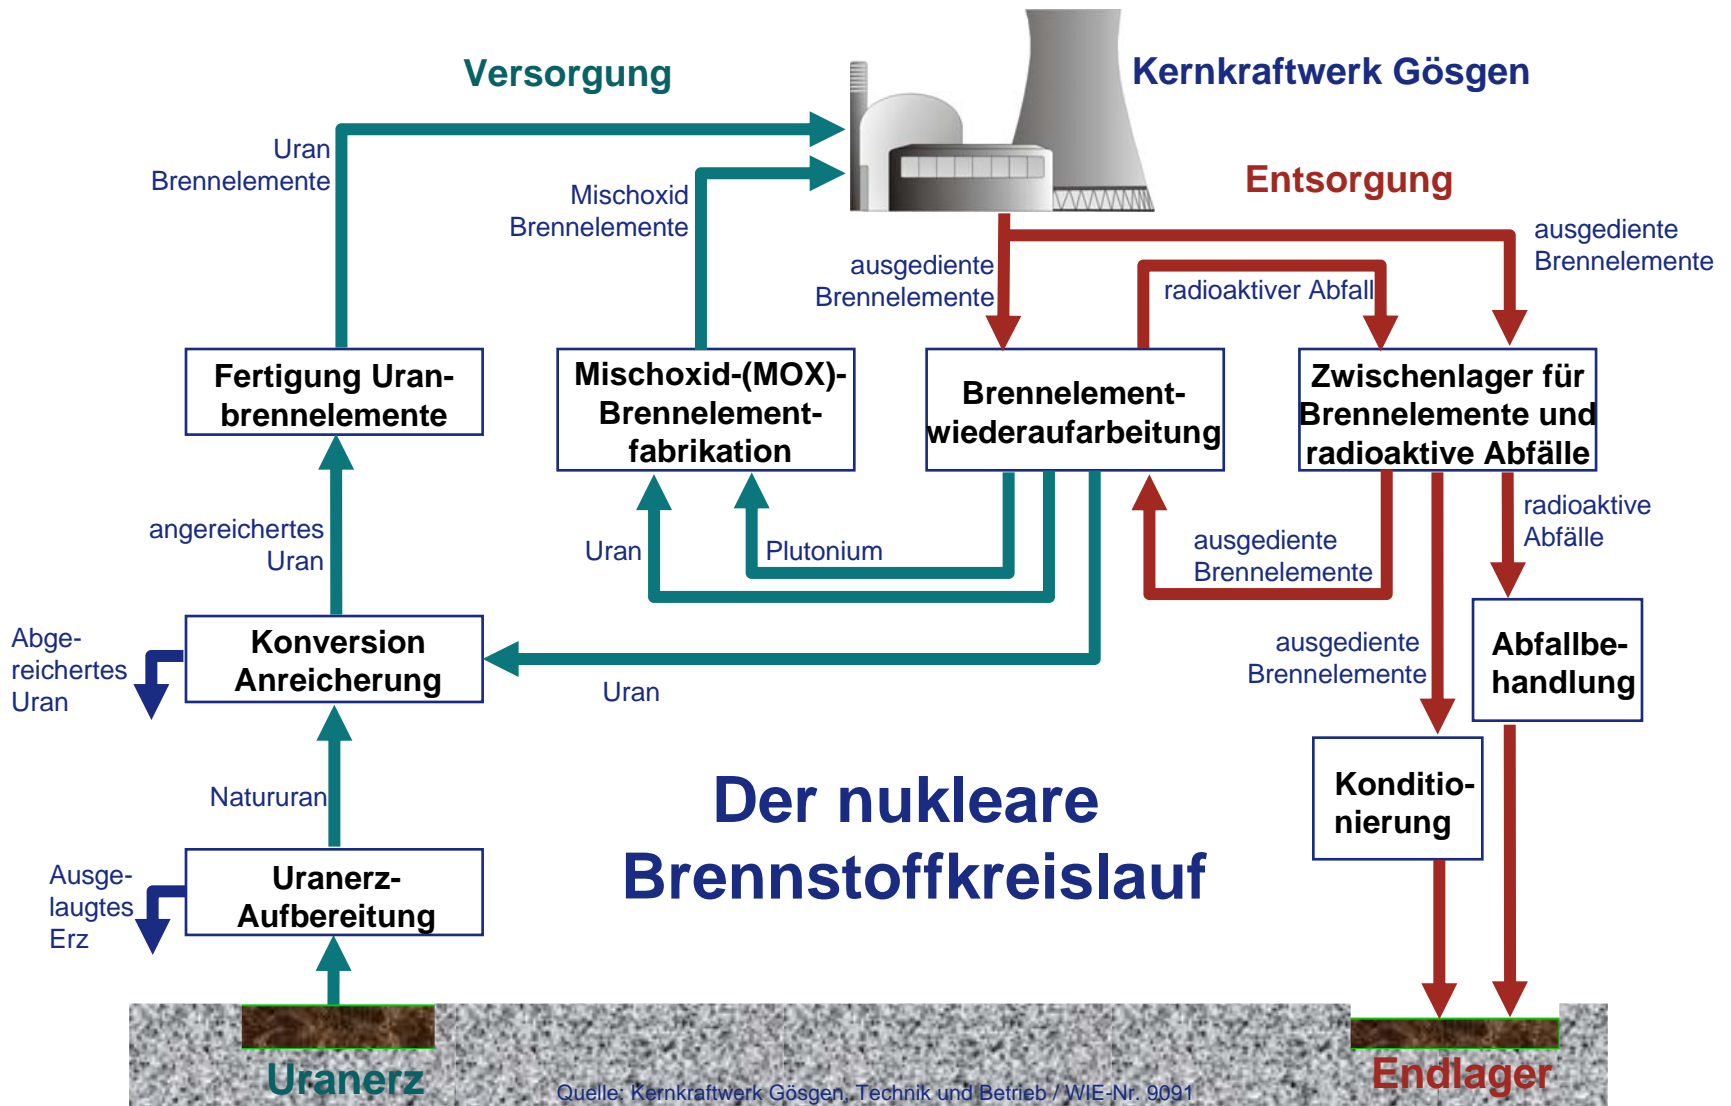 Versorgung
Kernkraftwerk Gösgen
Uran
Brennelemente
Mischoxid
Brennelemente
Entsorgung
ausgediente
Brennelemente
radioaktiver Abfall
ausgediente
Brennelemente
Fertigung Uran-
brennelemente
Mischoxid-(MOX)-
Brennelement-
fabrikation
Brennelement-
wiederaufarbeitung
Zwischenlager für
Brennelemente und
radioaktive Abfälle
angereichertes
Uran
Uran
Plutonium
ausgediente
Brennelemente
radioaktive
Abfälle
Abge-
reichertes
Uran
Konversion
Anreicherung
Uran
ausgediente
Brennelemente
Abfallbe-
handlung
Natururan
Der nukleare
Brennstoffkreislauf
Konditio-
nierung
Ausge-
laugtes
Erz
Uranerz-
Aufbereitung
Uranerz
Quelle: Kernkraftwerk Gösgen, Technik und Betrieb / WIE-Nr. 9091
Endlager